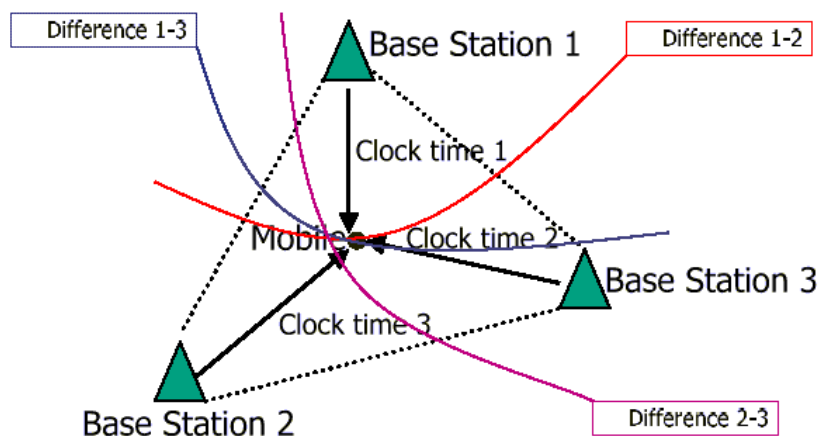 Difference 1-3
Base Station 1
Difference 1-2
Clock time 1
Mobile
Clock time 2
Base Station 3
Clock time 3
Base Station 2
Difference 2-3